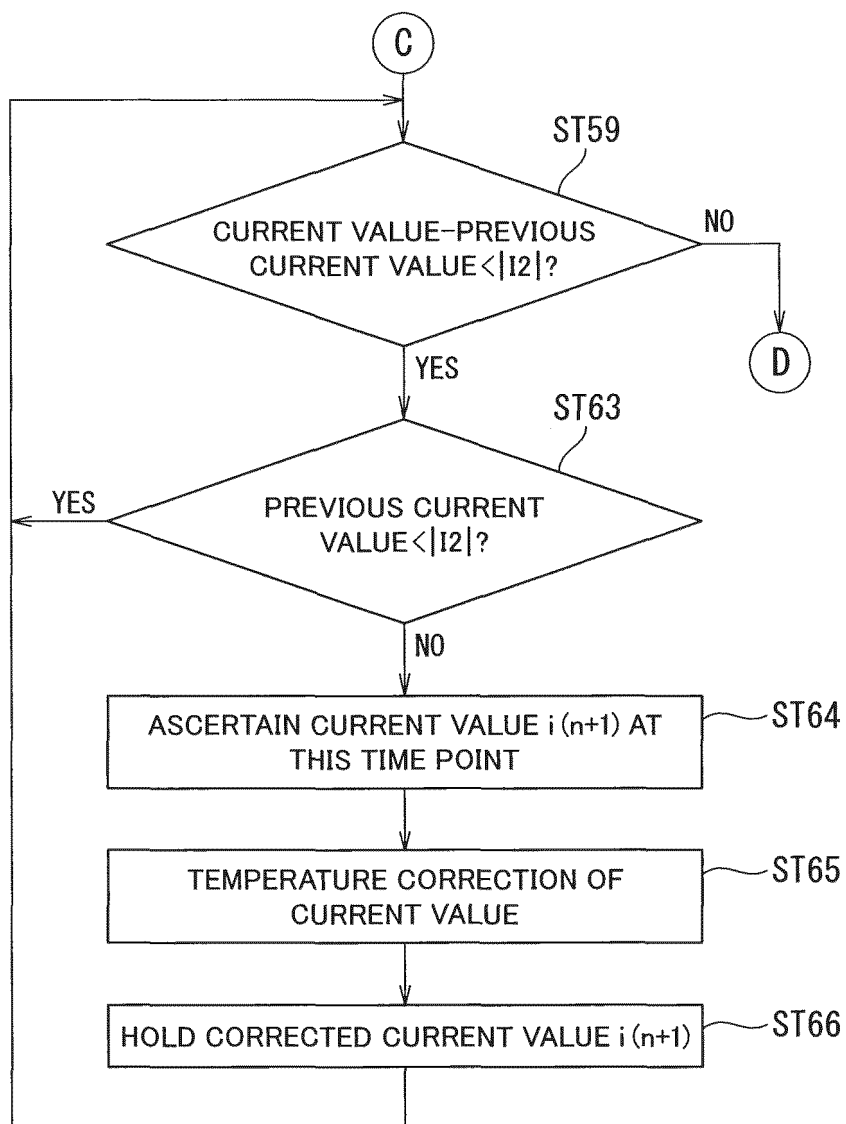 C
ST59
CURRENT VALUE-PREVIOUS
CURRENT VALUE<|I2|?
NO
D
YES
ST63
PREVIOUS CURRENT
VALUE<|I2|?
YES
NO
ASCERTAIN CURRENT VALUE i(n+1) AT
THIS TIME POINT
ST64
TEMPERATURE CORRECTION OF
CURRENT VALUE
ST65
HOLD CORRECTED CURRENT VALUE i(n+1)
ST66